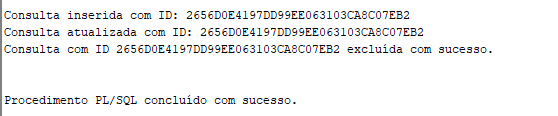 Consulta inserida com ID: 2656D0E4197DD99EE063103CA8C07EB2
Consulta atualizada com ID: 2656D0E4197DD99EE063103CA8C07EB2
Consulta com ID 2656D0E4197DD99EE063103CA8C07EB2 excluída com sucesso.
Procedimento PL/SQL concluído com sucesso.